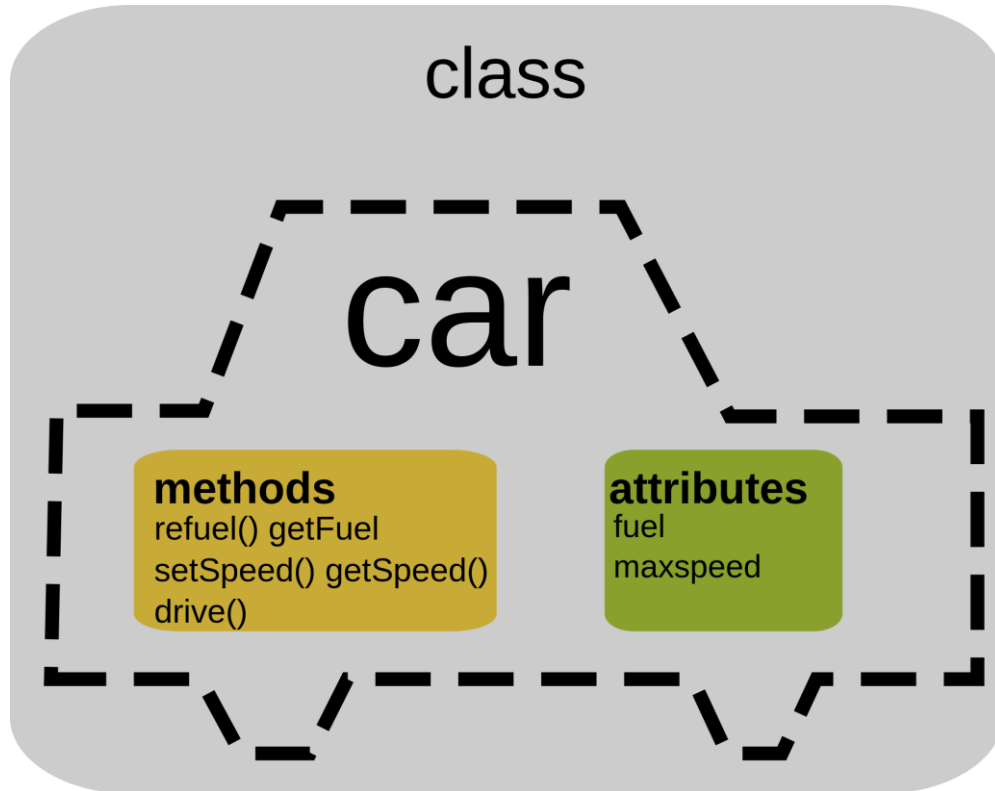 class
car
methods
refuel() getFuel
setSpeed() getSpeed()
drive()
attributes
fuel
maxspeed